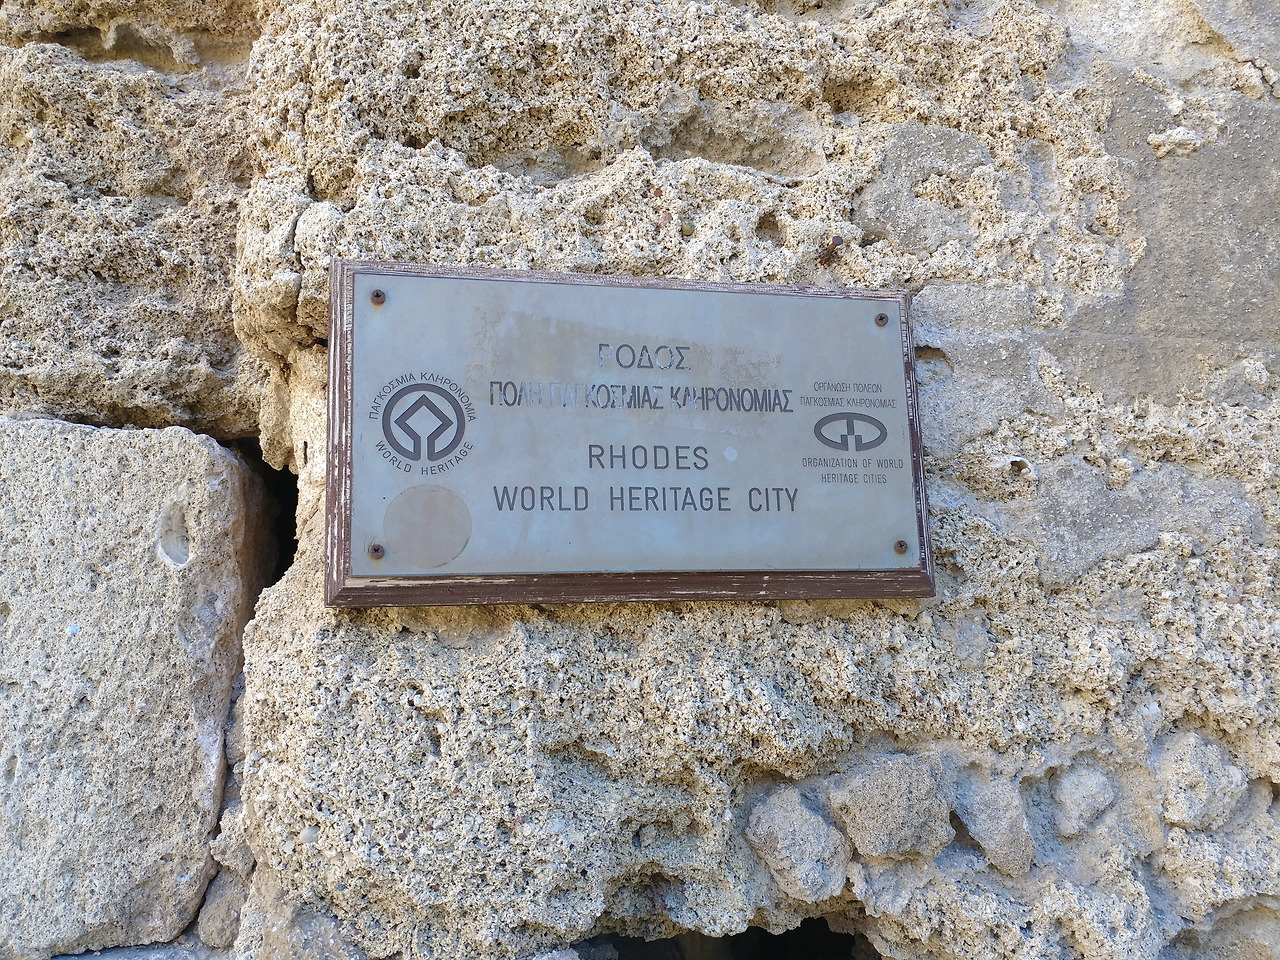 ΡΟΔΟΣ
ΠΟΛΗ ΠΑΓΚΟΣΜΙΑΣ ΚΛΗΡΟΝΟΜΙΑΣ
RHODES
WORLD HERITAGE CITY
ΠΑΓΚΟΣΜΙΑ ΚΛΗΡΟΝΟΜΙΑ
WORLD HERITAGE
ΟΡΓΑΝΩΣΗ ΠΟΛΕΩΝ
ΠΑΓΚΟΣΜΙΑΣ ΚΛΗΡΟΝΟΜΙΑΣ
ORGANIZATION OF WORLD
HERITAGE CITIES